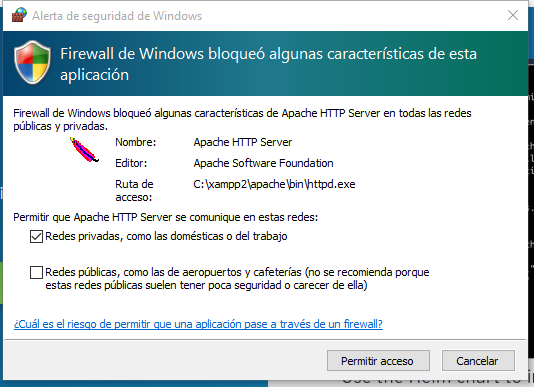 Alerta de seguridad de Windows
Firewall de Windows bloqueó algunas características de esta
aplicación
Firewall de Windows bloqueó algunas características de Apache HTTP Server en todas las redes
públicas y privadas.
Nombre: Apache HTTP Server
Editor: Apache Software Foundation
Ruta de
acceso: C:\xampp2\apache\bin\httpd.exe
Permitir que Apache HTTP Server se comunique en estas redes:
Redes privadas, como las domésticas o del trabajo
Redes públicas, como las de aeropuertos y cafeterías (no se recomienda porque
estas redes públicas suelen tener poca seguridad o carecer de ella)
¿Cuál es el riesgo de permitir que una aplicación pase a través de un firewall?
Permitir acceso Cancelar
Use the Helm chart to i